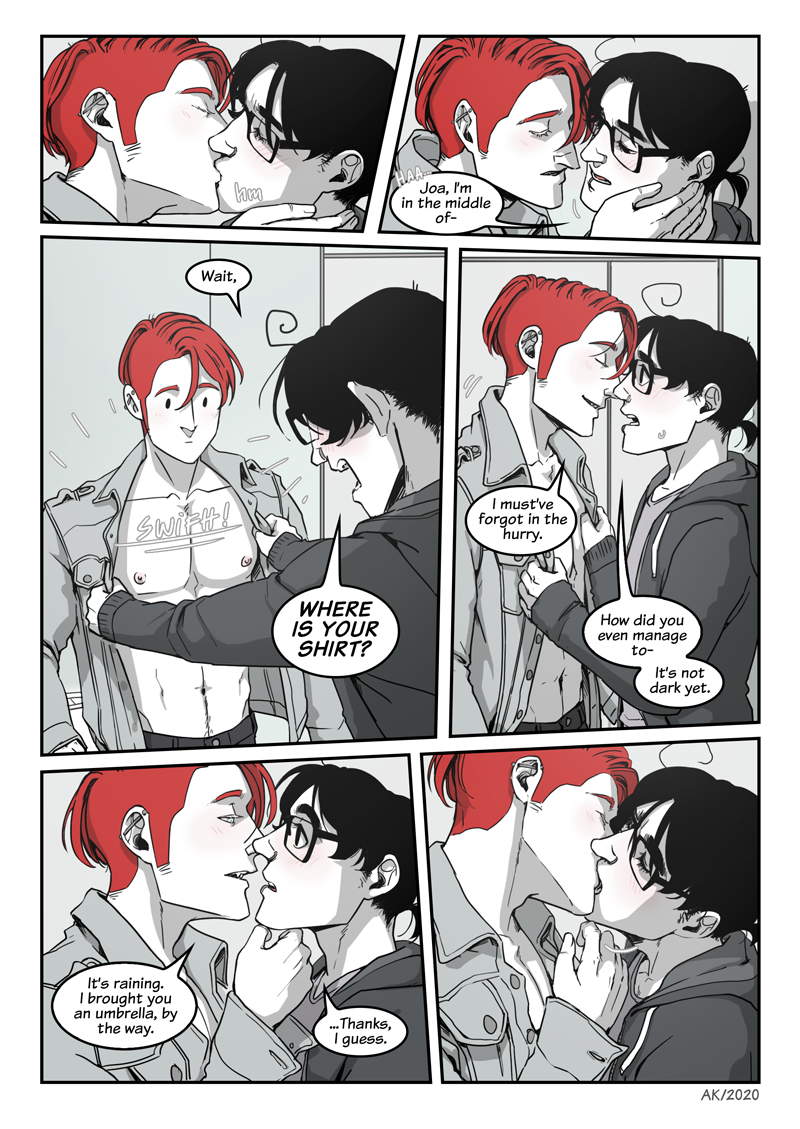 hm
HAA--
Joa, I'm
in the middle
of-
Wait,
SWIFH!
WHERE
IS YOUR
SHIRT?
I must've
forgot in the
hurry.
How did you
even manage
to-
It's not
dark yet.
It's raining.
I brought you
an umbrella, by
the way.
...Thanks,
I guess.
AK/2020